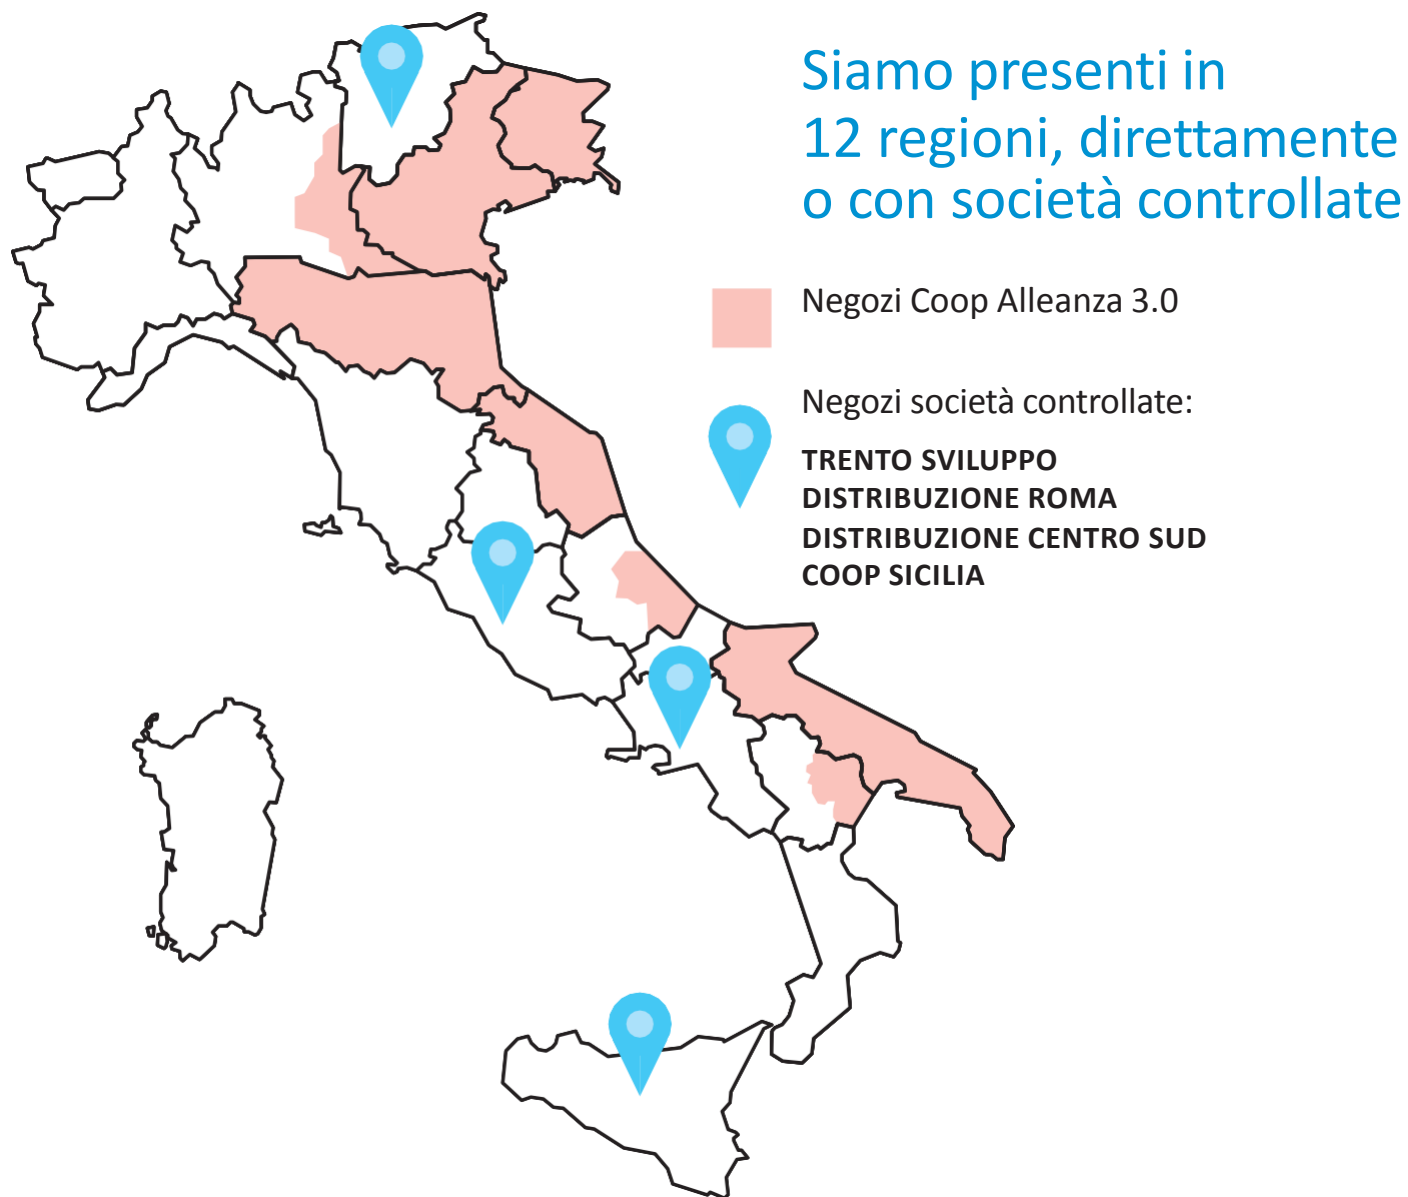 Siamo presenti in
12 regioni, direttamente
o con società controllate
Negozi Coop Alleanza 3.0
Negozi società controllate:
TRENTO SVILUPPO
DISTRIBUZIONE ROMA
DISTRIBUZIONE CENTRO SUD
COOP SICILIA